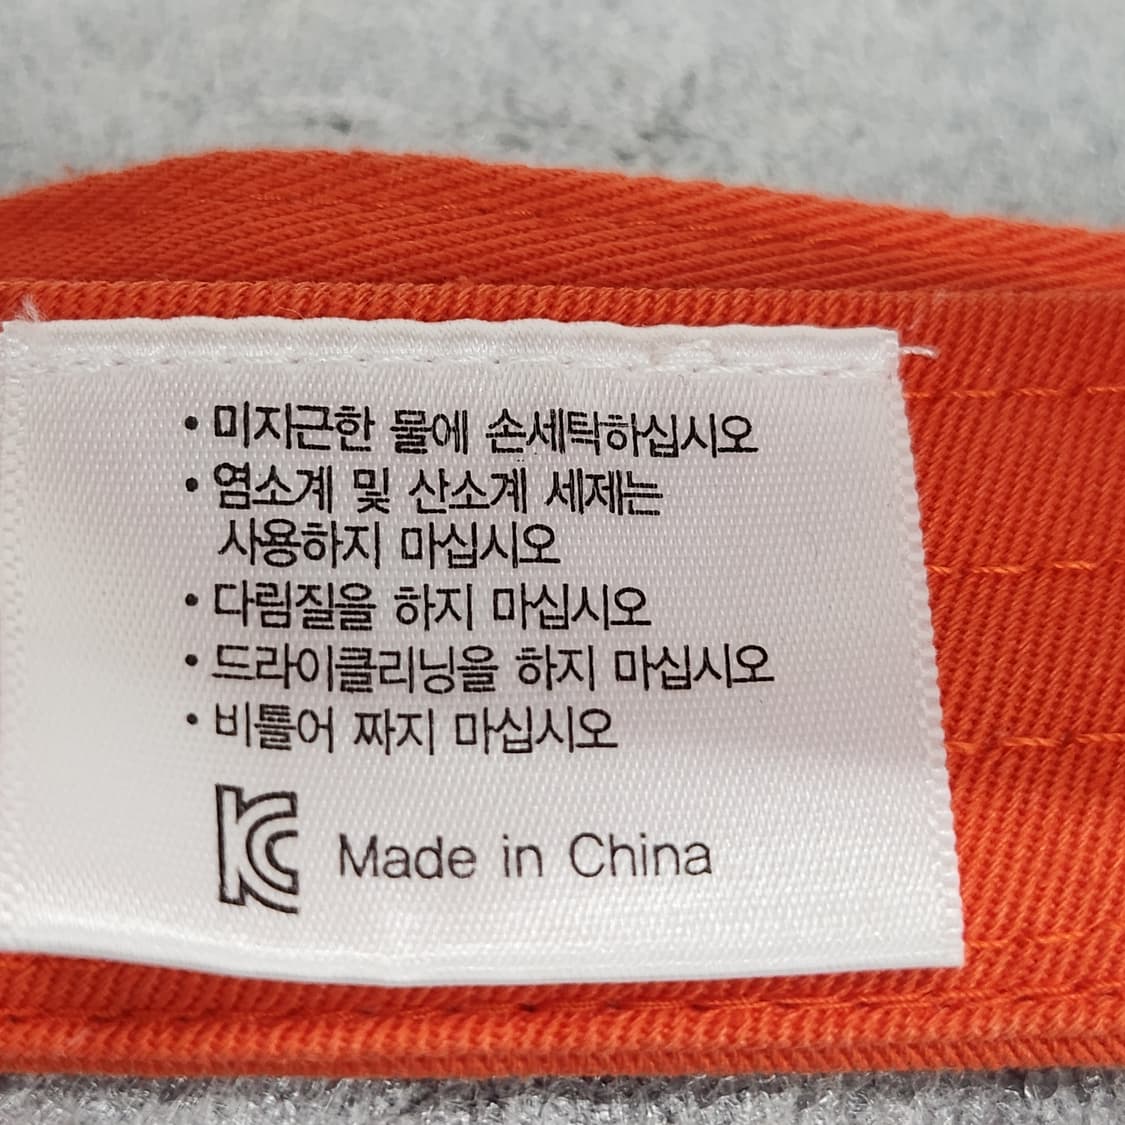 • 미지근한 물에 손세탁하십시오
• 염소계 및 산소계 세제는
사용하지 마십시오
• 다림질을 하지 마십시오
• 드라이클리닝을 하지 마십시오
• 비틀어 짜지 마십시오
KC Made in China